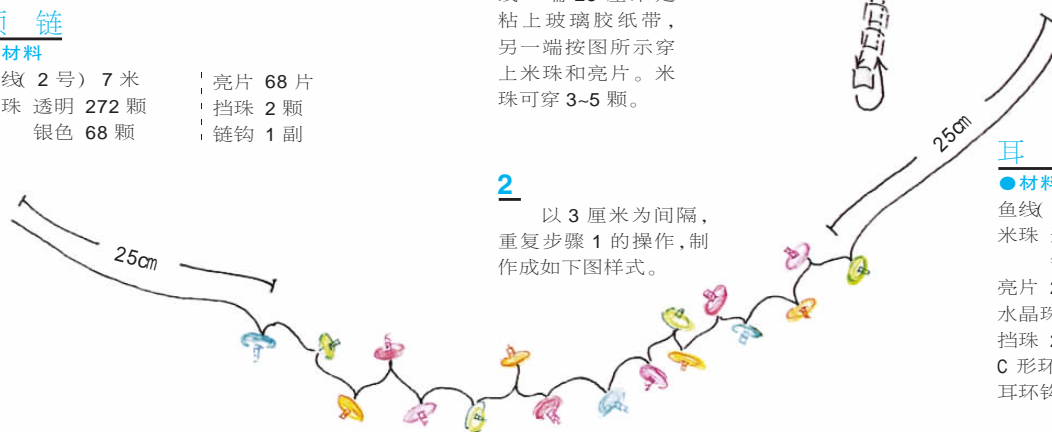 链
材料
线( 2 号) 7 米
珠 透明 272 颗
银色 68 颗
亮片 68 片
挡珠 2 颗
链钩 1 副
粘上玻璃胶纸带，
另一端按图所示穿
上米珠和亮片。米
珠可穿 3~5 颗。
2
以 3 厘米为间隔，
重复步骤 1 的操作，制
作成如下图样式。
25cm
25cm
耳
●材料
鱼线(
米珠
亮片
水晶珠
挡珠
C 形环
耳环钩